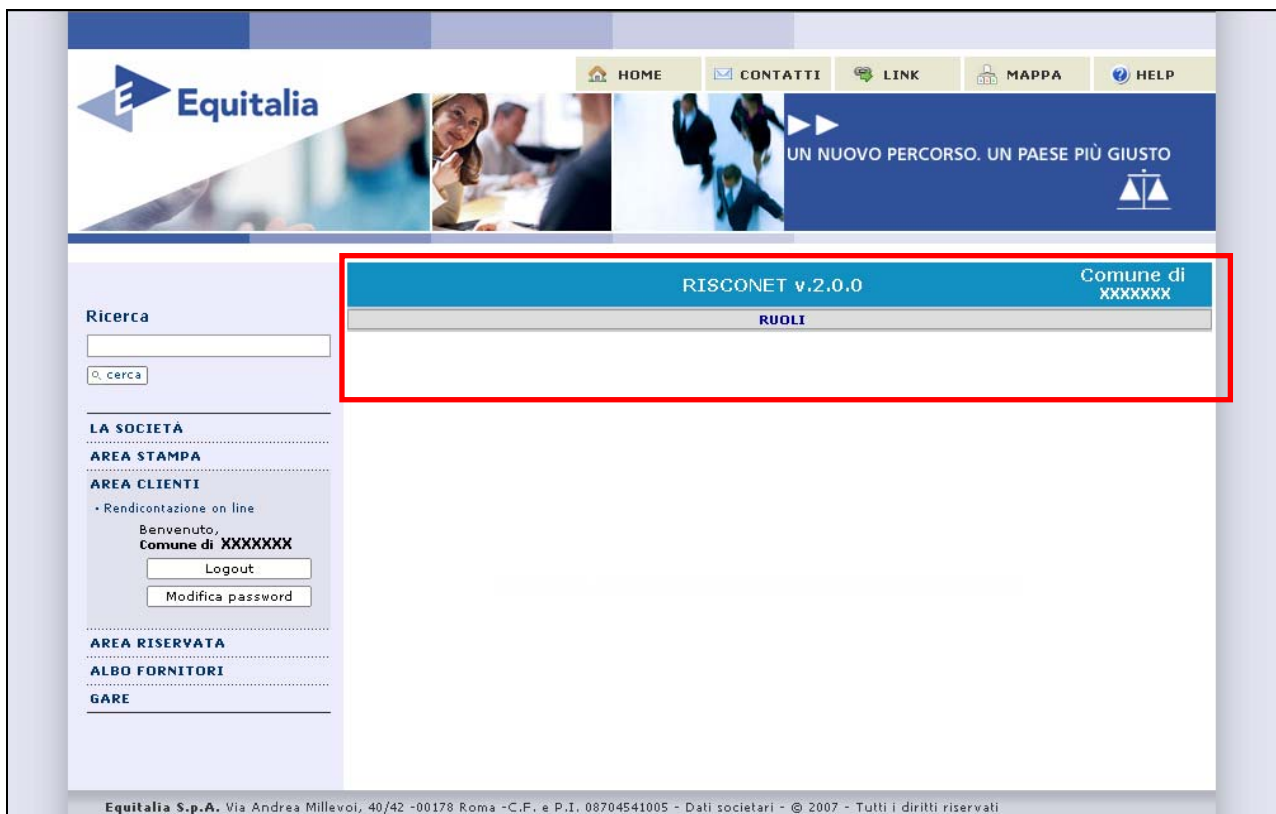 HOME
CONTATTI
LINK
MAPPA
HELP
Equitalia
UN NUOVO PERCORSO. UN PAESE PIÙ GIUSTO
RISCONET v.2.0.0
Comune di
XXXXXXX
RUOLI
Ricerca
cerca
LA SOCIETÀ
AREA STAMPA
AREA CLIENTI
• Rendicontazione on line
Benvenuto,
Comune di XXXXXXX
Logout
Modifica password
AREA RISERVATA
ALBO FORNITORI
GARE
Equitalia S.p.A. Via Andrea Millevoi, 40/42 -00178 Roma -C.F. e P.I. 08704541005 - Dati societari - © 2007 - Tutti i diritti riservati